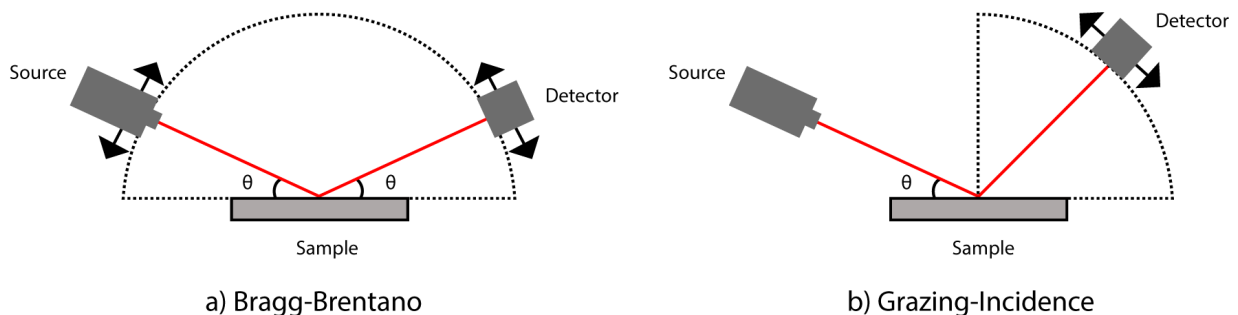 Source
Detector
θ
θ
Sample
a) Bragg-Brentano
Source
Detector
θ
Sample
b) Grazing-Incidence